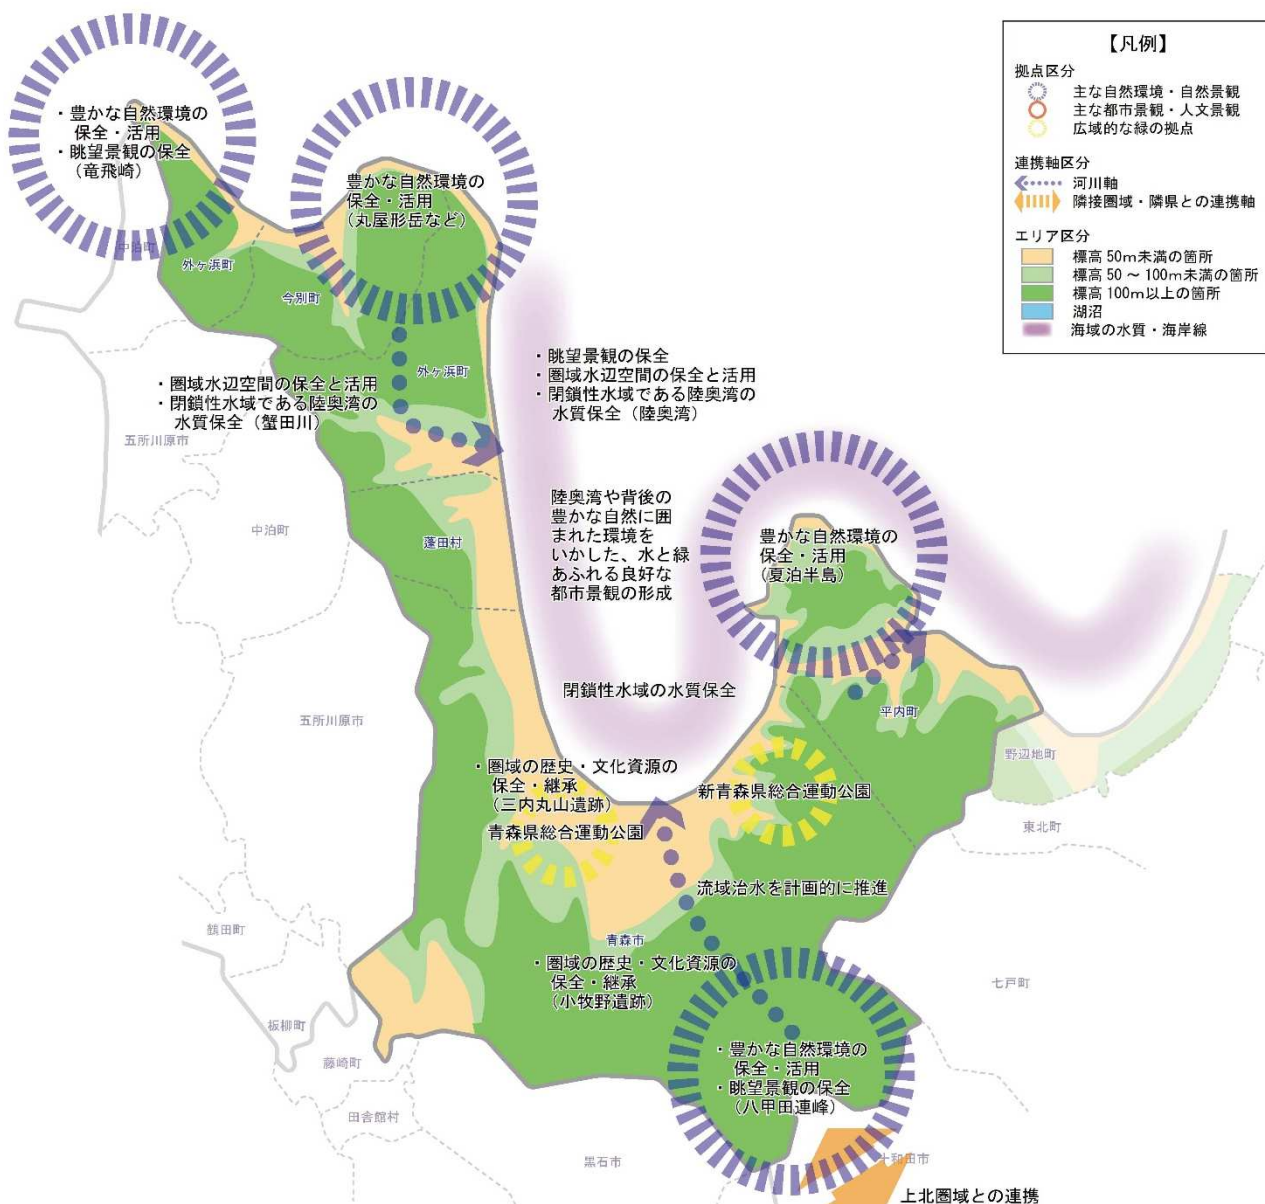 【凡例】
拠点区分
主な自然環境・自然景観
主な都市景観・人文景観
広域的な緑の拠点
連携軸区分
河川軸
隣接圏域・隣県との連携軸
エリア区分
標高50m未満の箇所
標高50～100m未満の箇所
標高100m以上の箇所
湖沼
海域の水質・海岸線
・豊かな自然環境の
保全・活用
・眺望景観の保全
（竜飛崎）
豊かな自然環境の
保全・活用
（丸屋形岳など）
中泊町
外ヶ浜町
今別町
外ヶ浜町
・眺望景観の保全
・圏域水辺空間の保全と活用
・閉鎖性水域である陸奥湾の
水質保全（陸奥湾）
・圏域水辺空間の保全と活用
・閉鎖性水域である陸奥湾の
水質保全（蟹田川）
五所川原市
中泊町
蓬田村
陸奥湾や背後の
豊かな自然に囲
まれた環境を
いかした、水と緑
あふれる良好な
都市景観の形成
豊かな自然環境の
保全・活用
（夏泊半島）
閉鎖性水域の水質保全
五所川原市
平内町
野辺地町
・圏域の歴史・文化資源の
保全・継承
（三内丸山遺跡）
青森県総合運動公園
新青森県総合運動公園
東北町
流域治水を計画的に推進
鶴田町
青森市
・圏域の歴史・文化資源の
保全・継承
（小牧野遺跡）
七戸町
板柳町
藤崎町
田舎館村
・豊かな自然環境の
保全・活用
・眺望景観の保全
（八甲田連峰）
黒石市
十和田市
上北圏域との連携